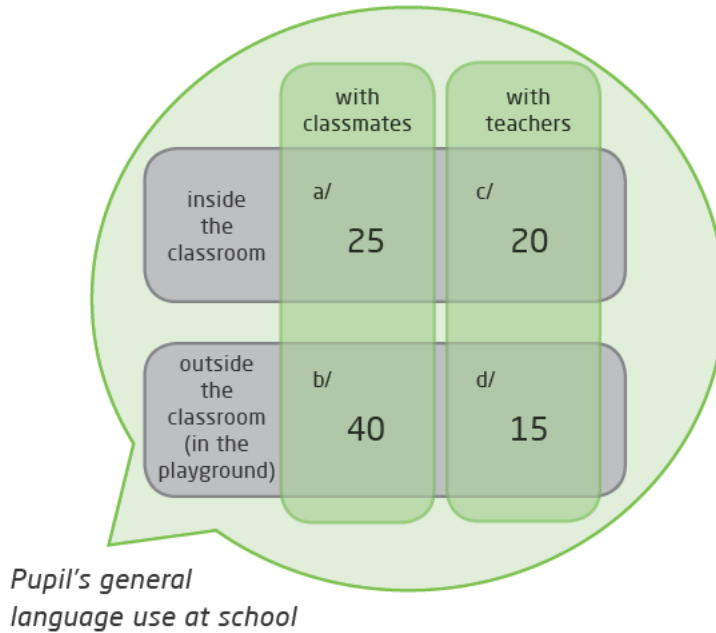 with
classmates
with
teachers
inside
the
classroom
a/
25
c/
20
outside
the
classroom
(in the
playground)
b/
40
d/
15
Pupil's general
language use at school